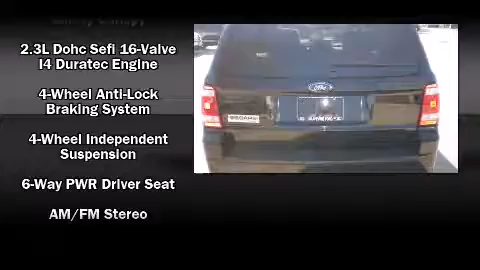 2.3L Dohc Sefi 16-Valve
I4 Duratec Engine
4-Wheel Anti-Lock
Braking System
4-Wheel Independent
Suspension
6-Way PWR Driver Seat
AM/FM Stereo
Ford